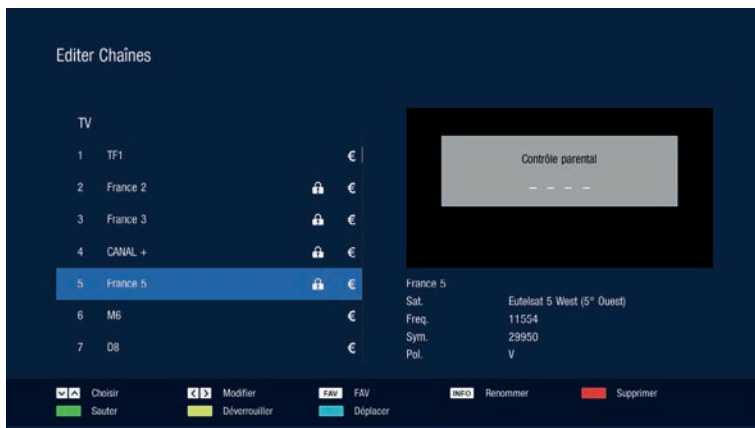 Editer Chaînes
TV
1 TF1 €
2 France 2 €
3 France 3 €
4 CANAL + €
5 France 5 €
6 M6 €
7 D8 €
Contrôle parental
_ _ _ _
France 5
Sat. Eutelsat 5 West (5° Ouest)
Freq. 11554
Sym. 29950
Pol. V
Choisir Modifier FAV FAV INFO Renommer Supprimer
Sauter Déverrouiller Déplacer